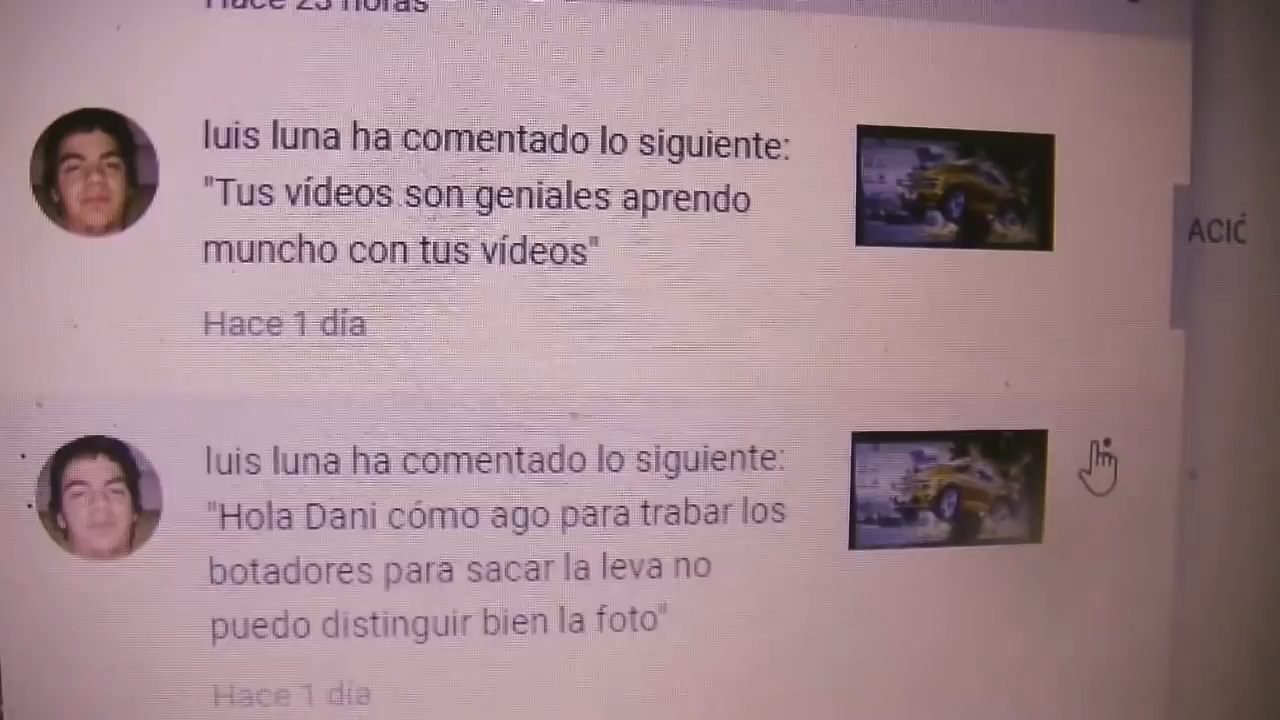 Hace 23 horas
luis luna ha comentado lo siguiente:
"Tus vídeos son geniales aprendo
muncho con tus vídeos"
Hace 1 día
ACIÓ
luis luna ha comentado lo siguiente:
"Hola Dani cómo ago para trabar los
botadores para sacar la leva no
puedo distinguir bien la foto"
Hace 1 día